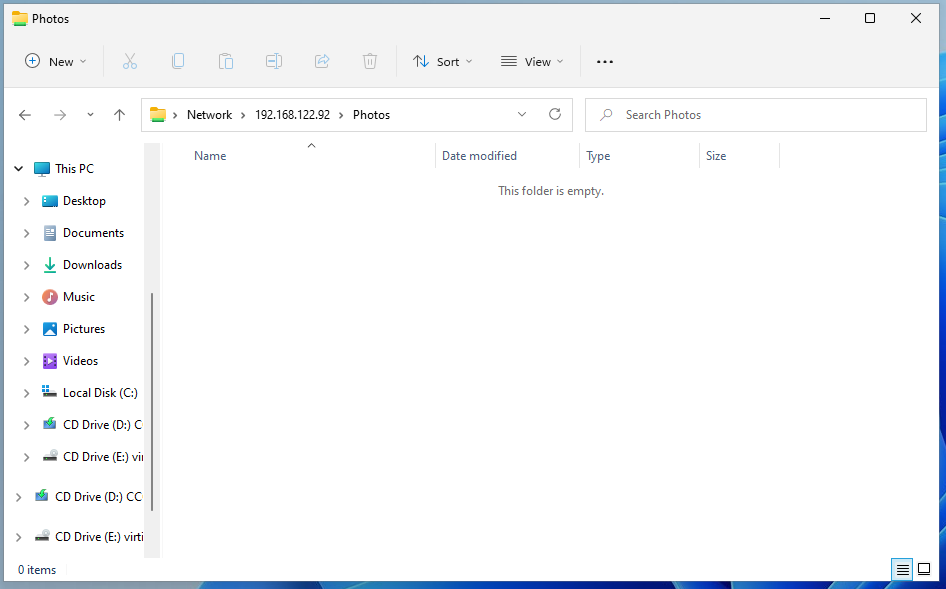 Photos
New
Sort
View
Network
192.168.122.92
Photos
Search Photos
Name
Date modified
Type
Size
This folder is empty.
This PC
Desktop
Documents
Downloads
Music
Pictures
Videos
Local Disk (C:)
CD Drive (D:) C
CD Drive (E:) vi
CD Drive (D:) CC
CD Drive (E:) virti
0 items